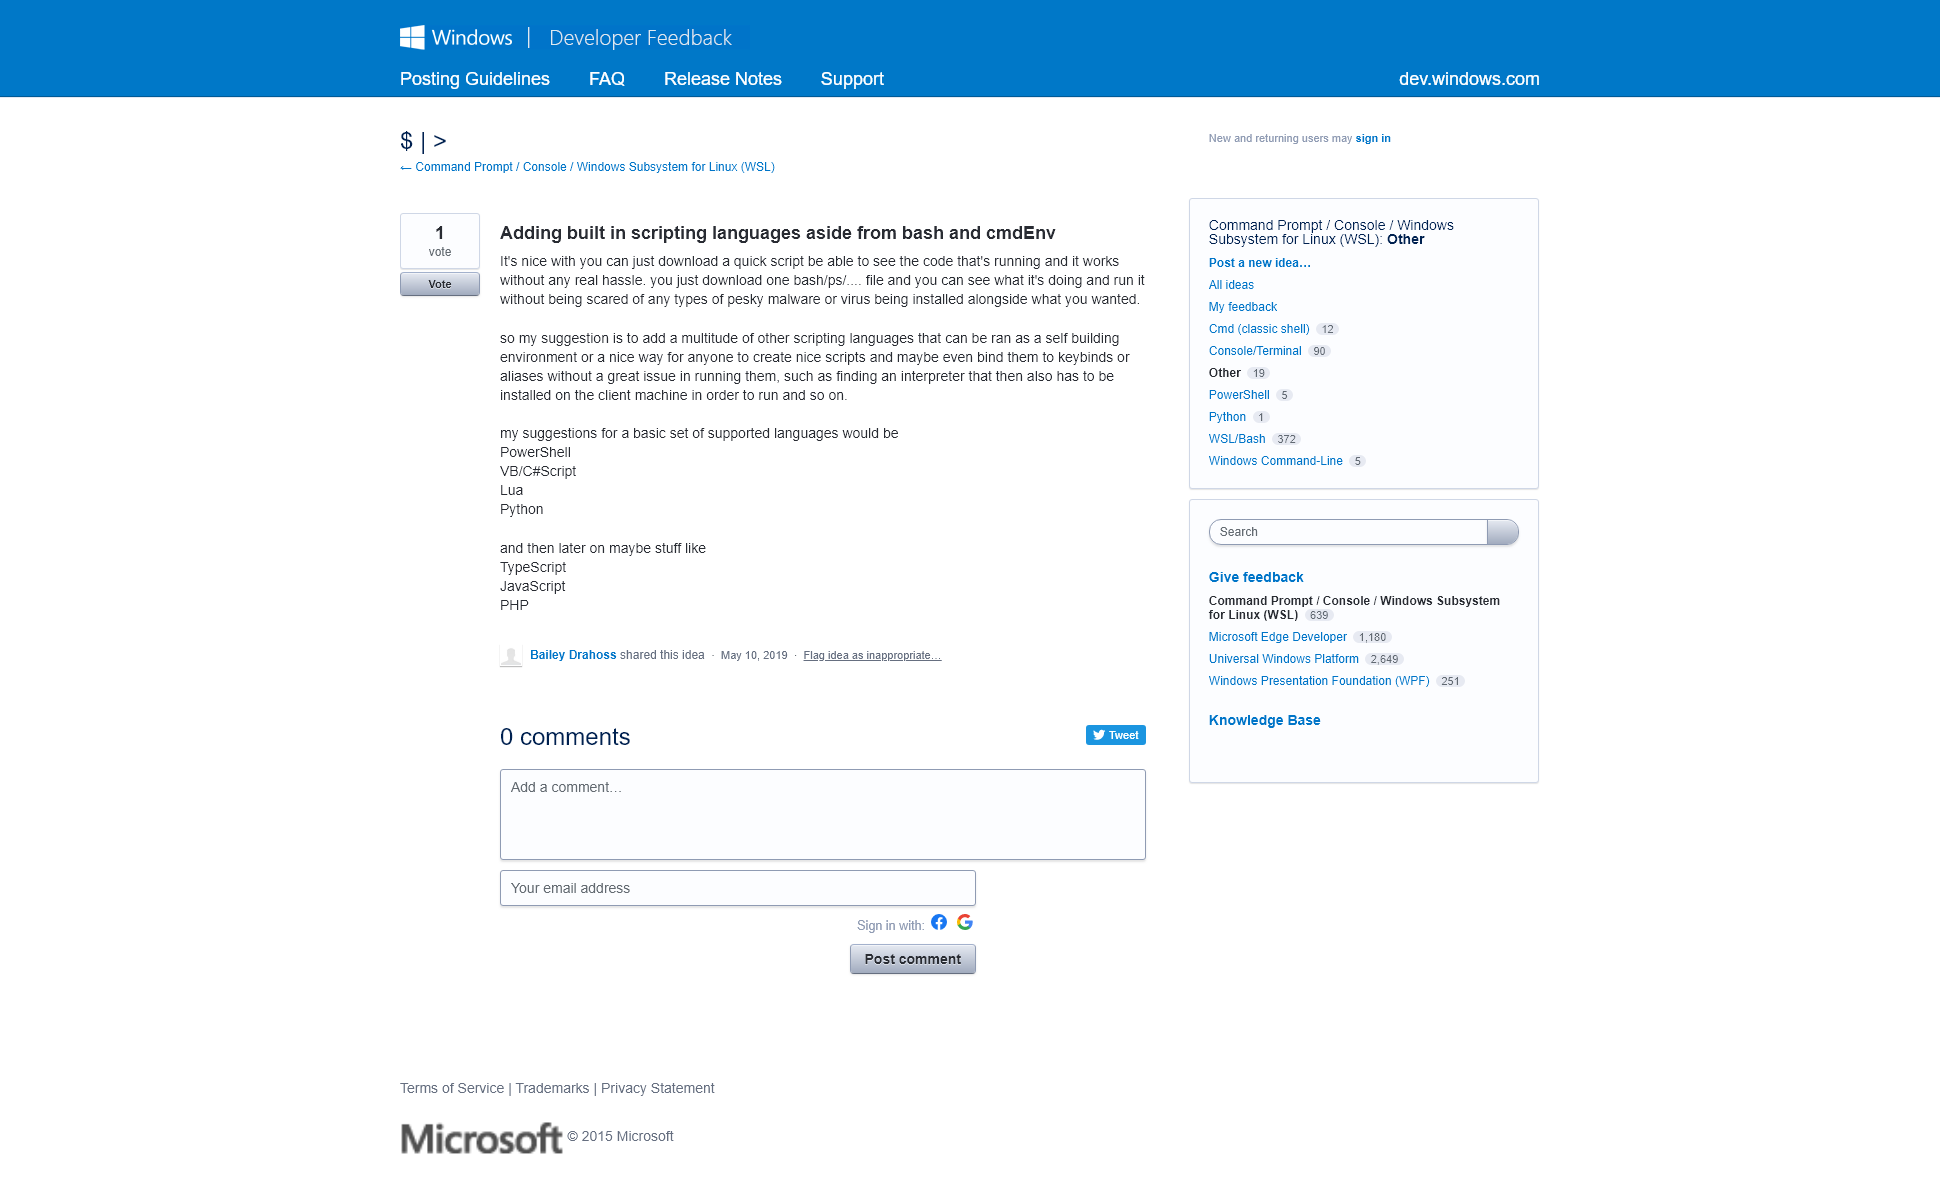 Windows | Developer Feedback
Posting Guidelines FAQ Release Notes Support dev.windows.com
$ | >
← Command Prompt / Console / Windows Subsystem for Linux (WSL)
New and returning users may sign in
1
vote
Vote
Adding built in scripting languages aside from bash and cmdEnv
It's nice with you can just download a quick script be able to see the code that's running and it works
without any real hassle. you just download one bash/ps/.... file and you can see what it's doing and run it
without being scared of any types of pesky malware or virus being installed alongside what you wanted.
so my suggestion is to add a multitude of other scripting languages that can be ran as a self building
environment or a nice way for anyone to create nice scripts and maybe even bind them to keybinds or
aliases without a great issue in running them, such as finding an interpreter that then also has to be
installed on the client machine in order to run and so on.
my suggestions for a basic set of supported languages would be
PowerShell
VB/C#Script
Lua
Python
and then later on maybe stuff like
TypeScript
JavaScript
PHP
Bailey Drahoss shared this idea · May 10, 2019 · Flag idea as inappropriate…
0 comments
Tweet
Add a comment…
Your email address
Sign in with:
Post comment
Command Prompt / Console / Windows
Subsystem for Linux (WSL): Other
Post a new idea…
All ideas
My feedback
Cmd (classic shell) 12
Console/Terminal 90
Other 19
PowerShell 5
Python 1
WSL/Bash 372
Windows Command-Line 5
Search
Give feedback
Command Prompt / Console / Windows Subsystem
for Linux (WSL) 639
Microsoft Edge Developer 1,180
Universal Windows Platform 2,649
Windows Presentation Foundation (WPF) 251
Knowledge Base
Terms of Service | Trademarks | Privacy Statement
Microsoft © 2015 Microsoft